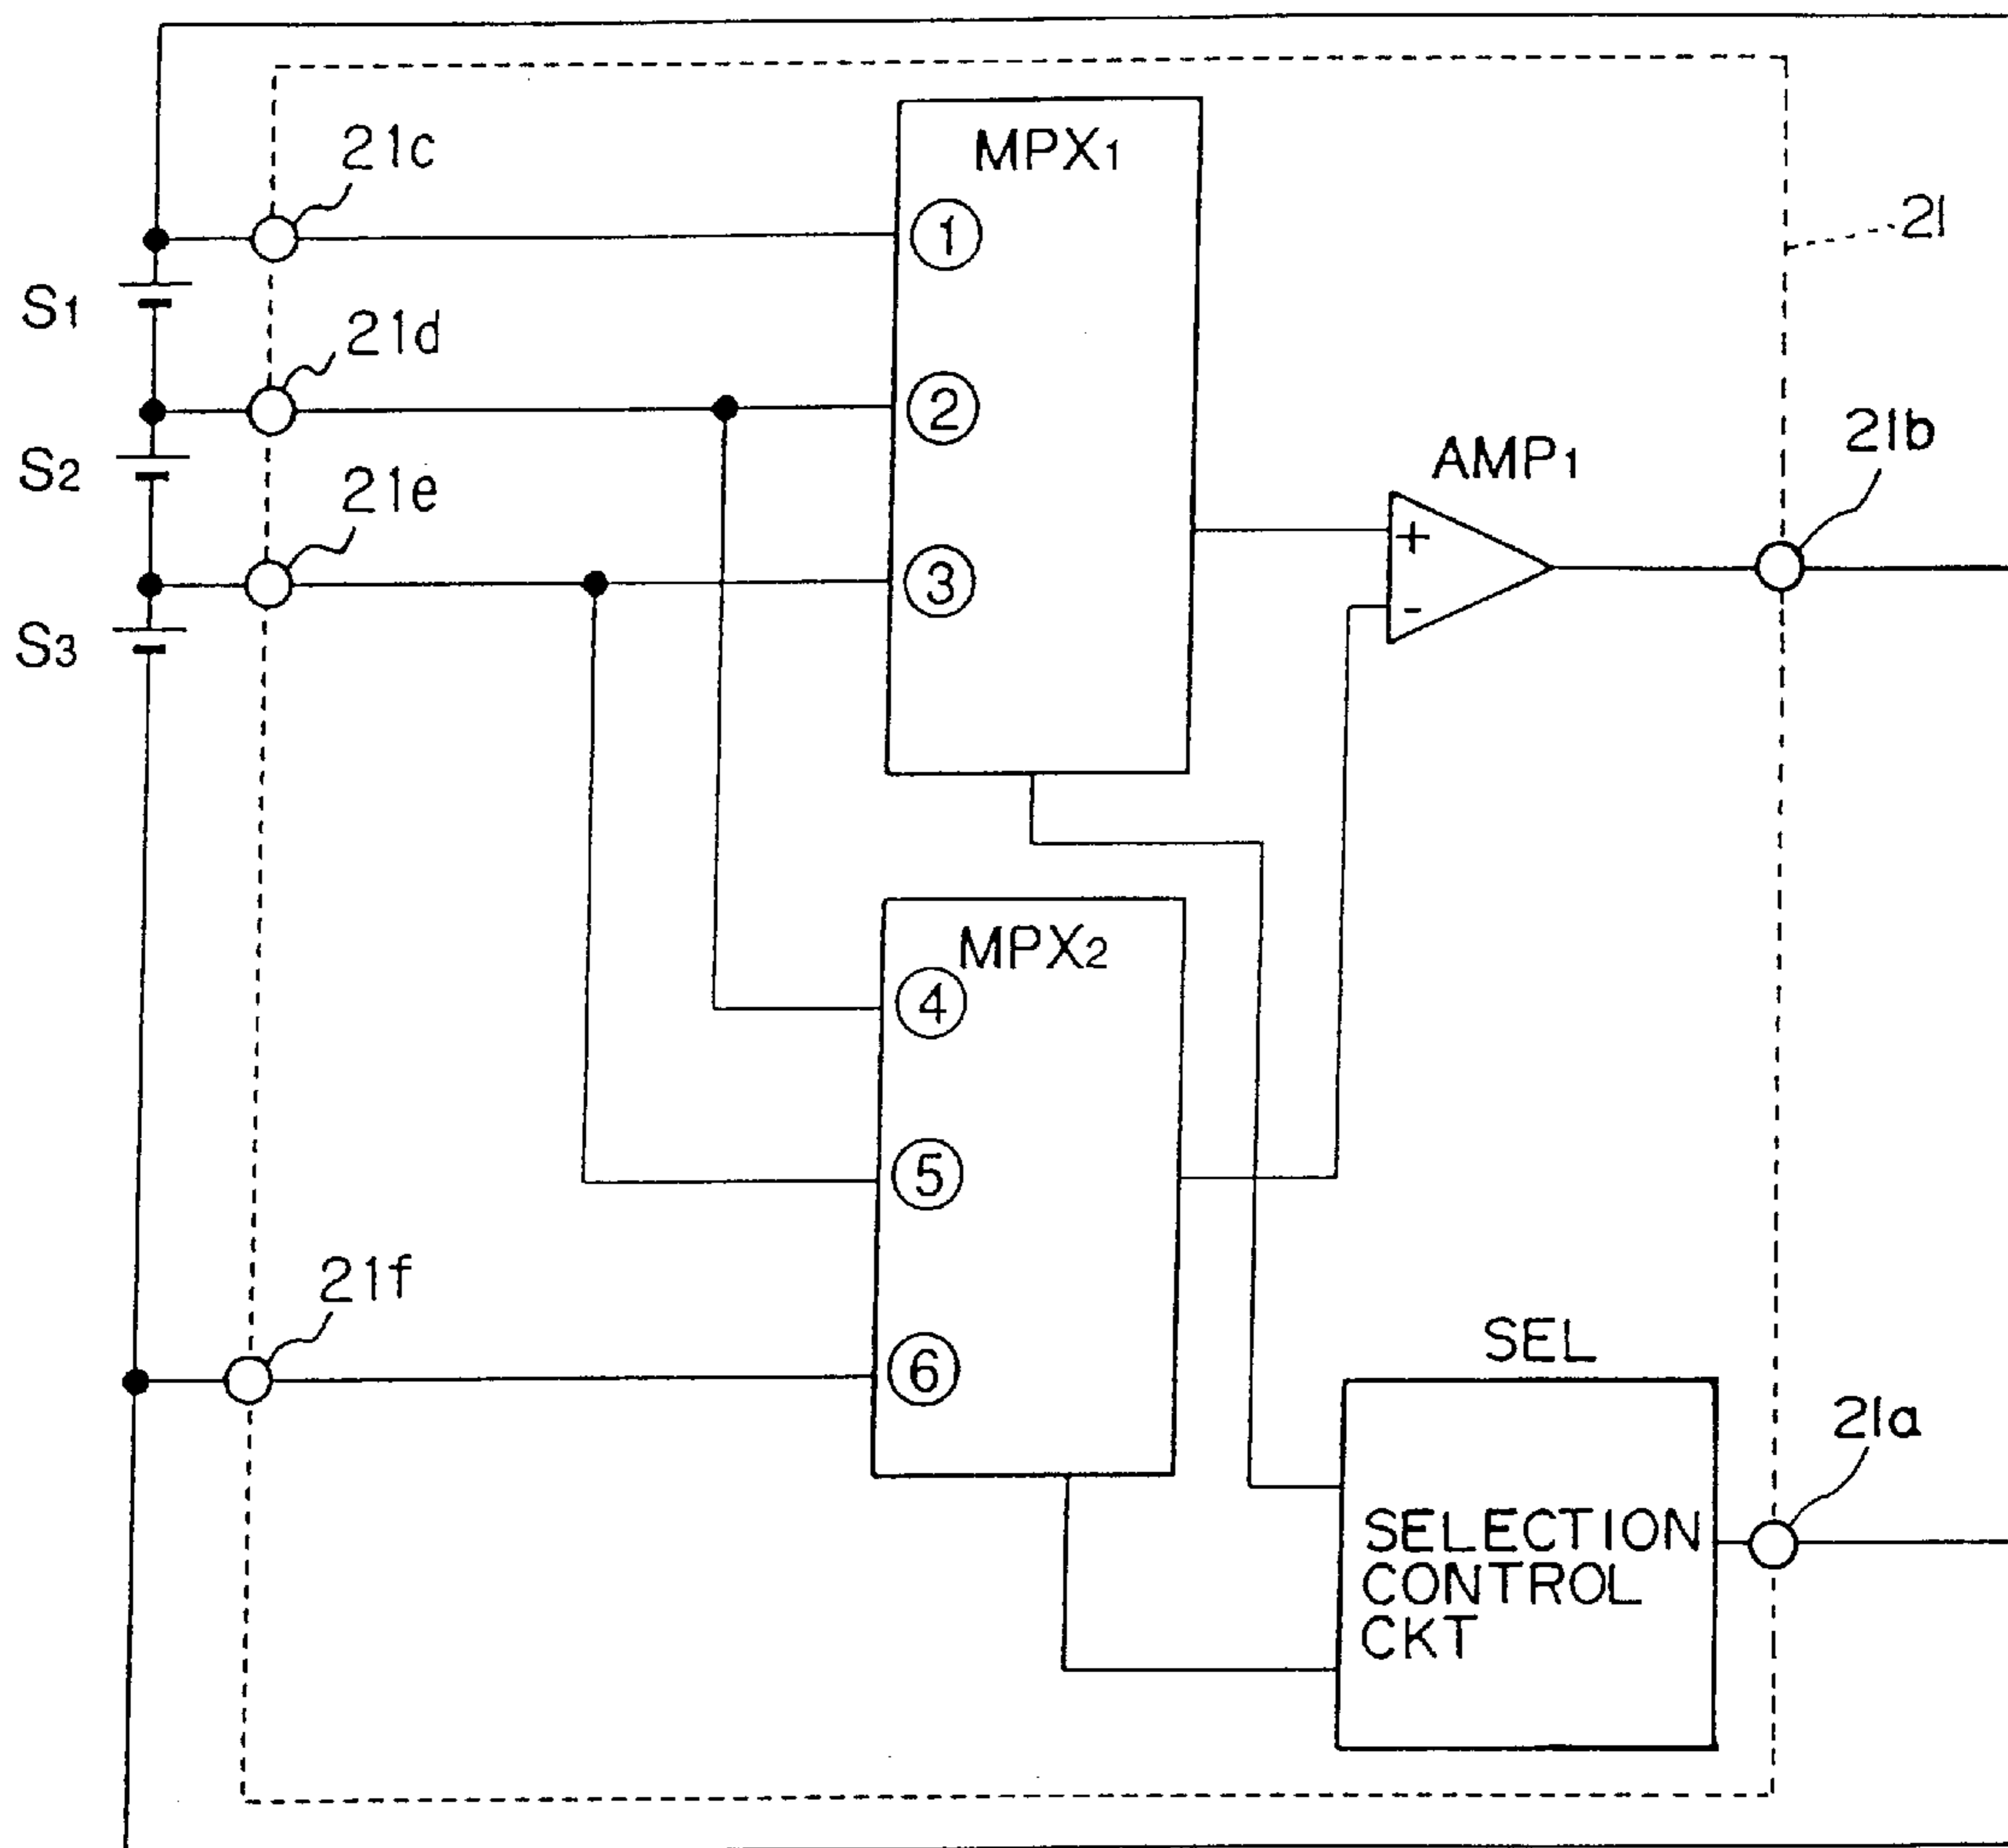 21c
MPX1
①
21
S1
21d
②
S2
21e
AMP1
21b
+
③
-
S3
MPX2
④
⑤
21f
⑥
SEL
21a
SELECTION
CONTROL
CKT